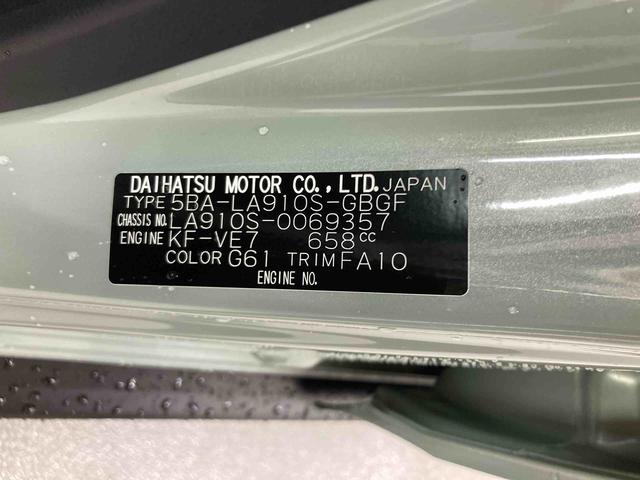 DAIHATSU MOTOR CO., LTD. JAPAN
TYPE 5BA-LA910S-GBGF
CHASSIS NO. LA910S-0069357
ENGINE KF-VE7 658cc
COLOR G61 TRIM FA10
ENGINE NO.